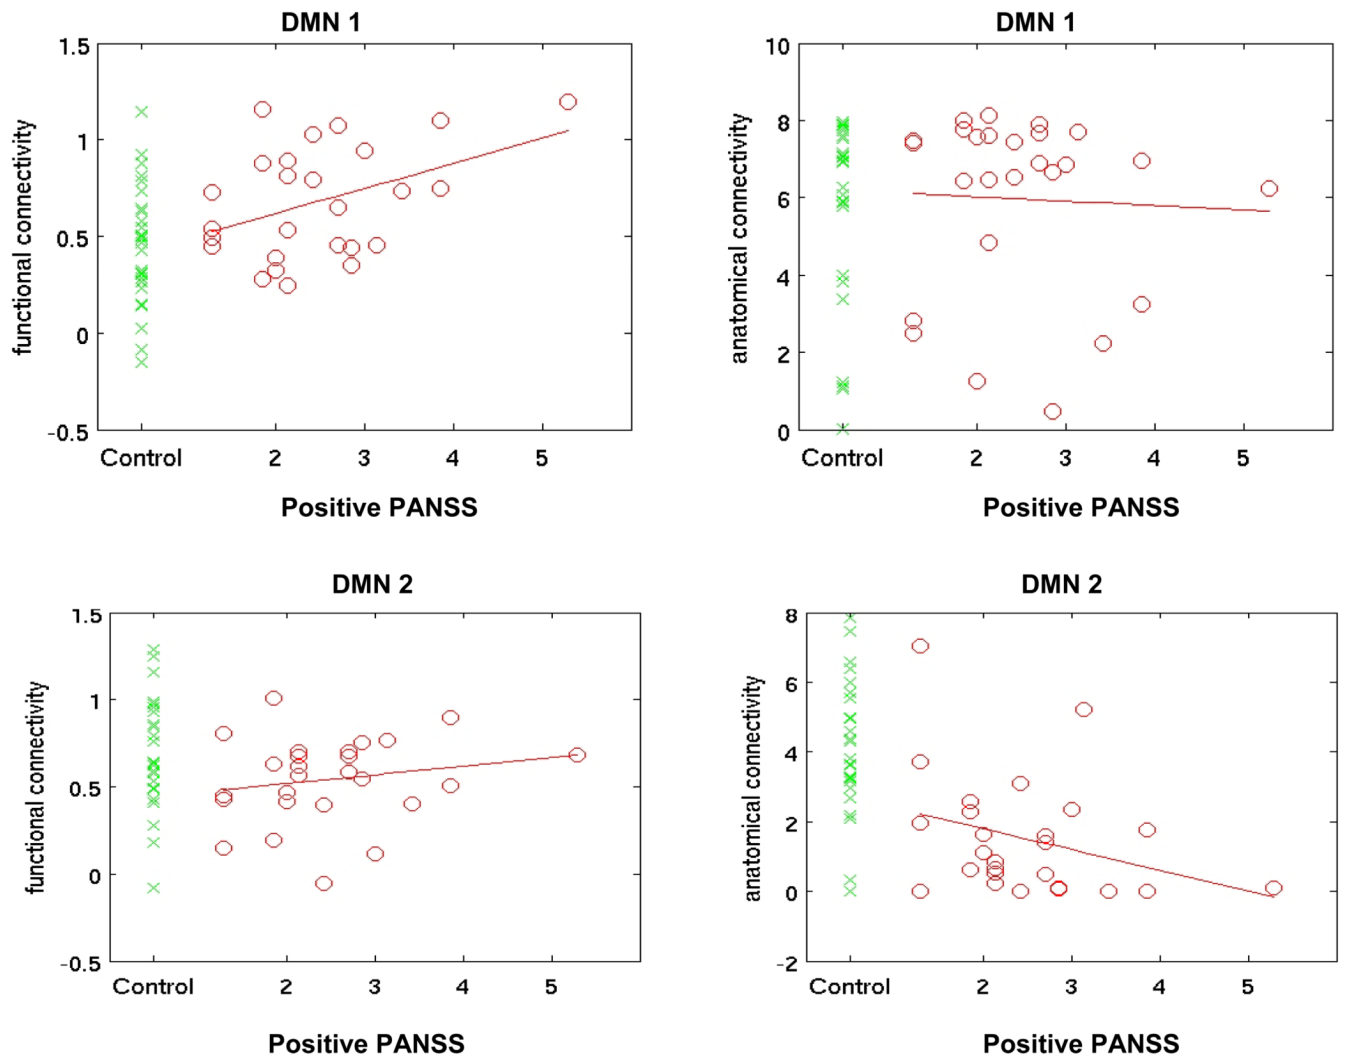 DMN 1
1.5
1
0.5
0
-0.5
functional connectivity
Control 2 3 4 5
Positive PANSS
DMN 1
10
8
6
4
2
0
anatomical connectivity
Control 2 3 4 5
Positive PANSS
DMN 2
1.5
1
0.5
0
-0.5
functional connectivity
Control 2 3 4 5
Positive PANSS
DMN 2
8
6
4
2
0
-2
anatomical connectivity
Control 2 3 4 5
Positive PANSS